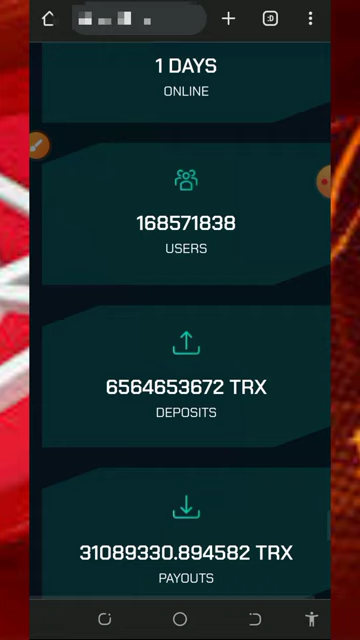 1 DAYS
ONLINE
168571838
USERS
6564653672 TRX
DEPOSITS
31089330.894582 TRX
PAYOUTS